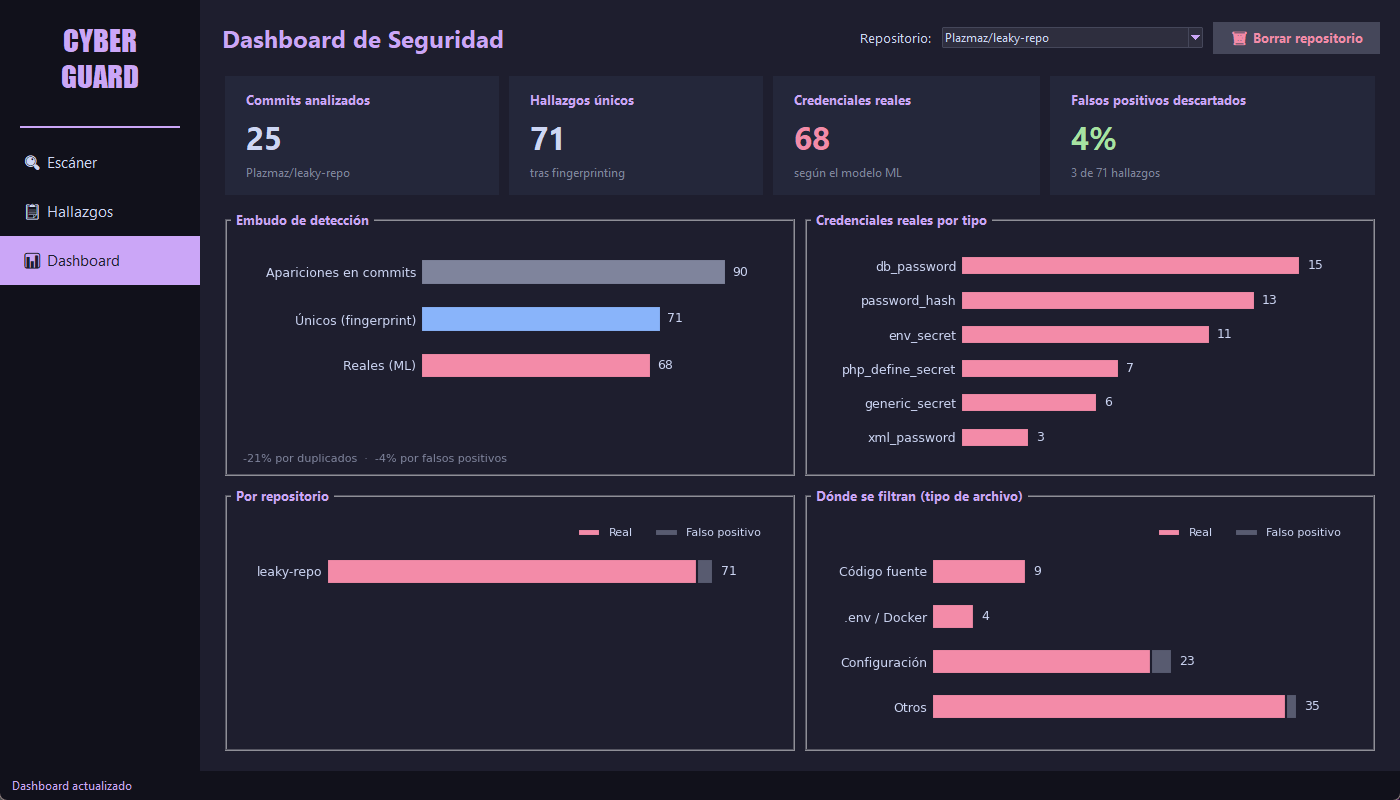 CYBER
GUARD
Escáner
Hallazgos
Dashboard
Dashboard de Seguridad
Repositorio:
Plazmaz/leaky-repo
Borrar repositorio
Commits analizados
25
Plazmaz/leaky-repo
Hallazgos únicos
71
tras fingerprinting
Credenciales reales
68
según el modelo ML
Falsos positivos descartados
4%
3 de 71 hallazgos
Embudo de detección
Apariciones en commits 90
Únicos (fingerprint) 71
Reales (ML) 68
-21% por duplicados · -4% por falsos positivos
Credenciales reales por tipo
db_password 15
password_hash 13
env_secret 11
php_define_secret 7
generic_secret 6
xml_password 3
Por repositorio
Real Falso positivo
leaky-repo 71
Dónde se filtran (tipo de archivo)
Real Falso positivo
Código fuente 9
.env / Docker 4
Configuración 23
Otros 35
Dashboard actualizado